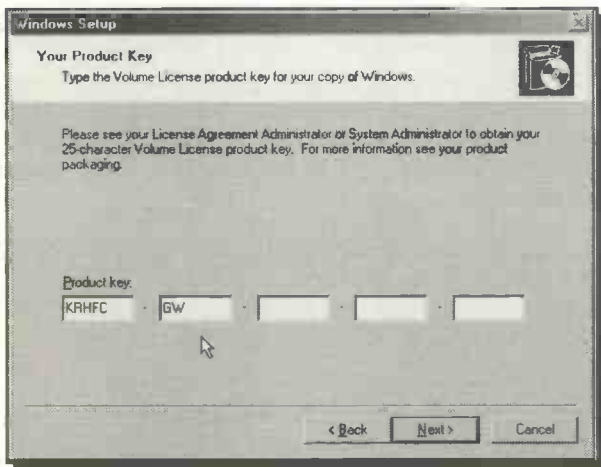 Windows Setup
Your Product Key
Type the Volume License product key for your copy of Windows.
Please see your License Agreement Administrator or System Administrator to obtain your
25-character Volume License product key. For more information see your product
packaging.
Product key:
KRHFC - GW - - -
< Back Next > Cancel